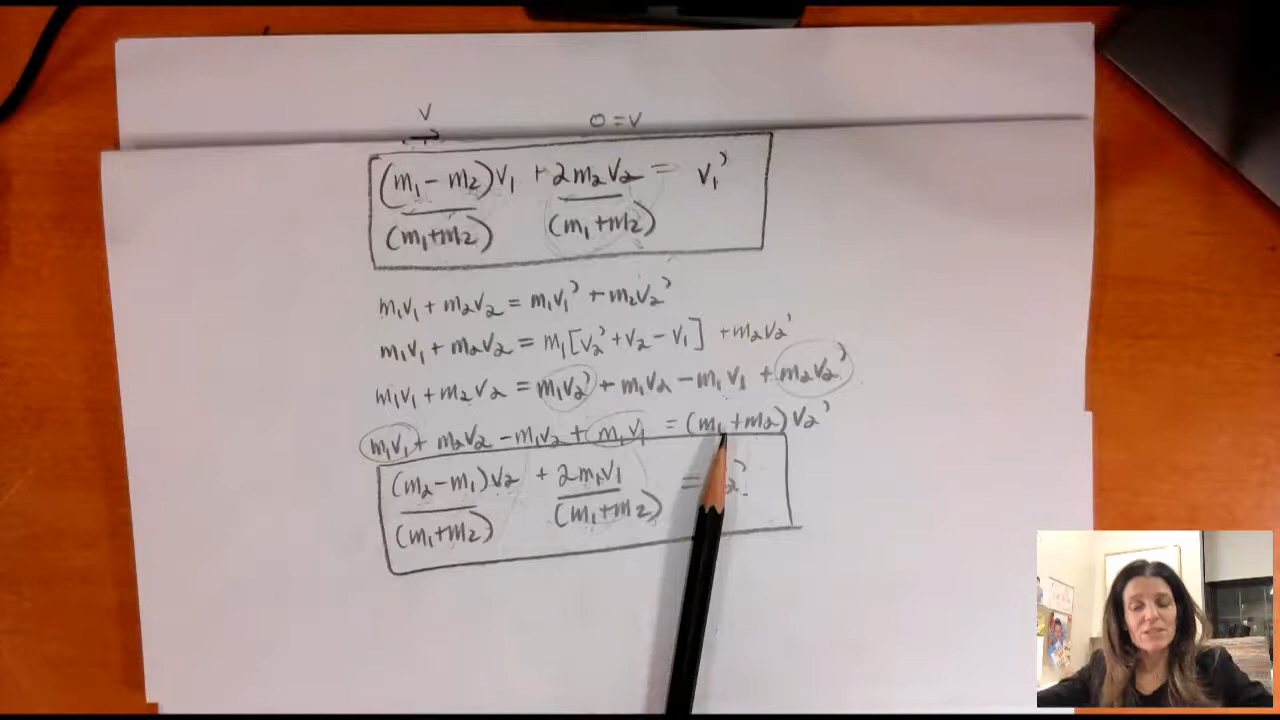 V 0 = V
(m₁ - m₂)V₁ + 2m₂V₂ = V₁'
(m₁+m₂) (m₁+m₂)
m₁V₁ + m₂V₂ = m₁V₁' + m₂V₂'
m₁V₁ + m₂V₂ = m₁[V₂' + V₂ - V₁] + m₂V₂'
m₁V₁ + m₂V₂ = m₁V₂' + m₁V₂ - m₁V₁ + m₂V₂'
m₁V₁ + m₂V₂ - m₁V₂ + m₁V₁ = (m₁+m₂)V₂'
(m₂-m₁)V₂ + 2m₁V₁ = ₂'
(m₁+m₂) (m₁+m₂)